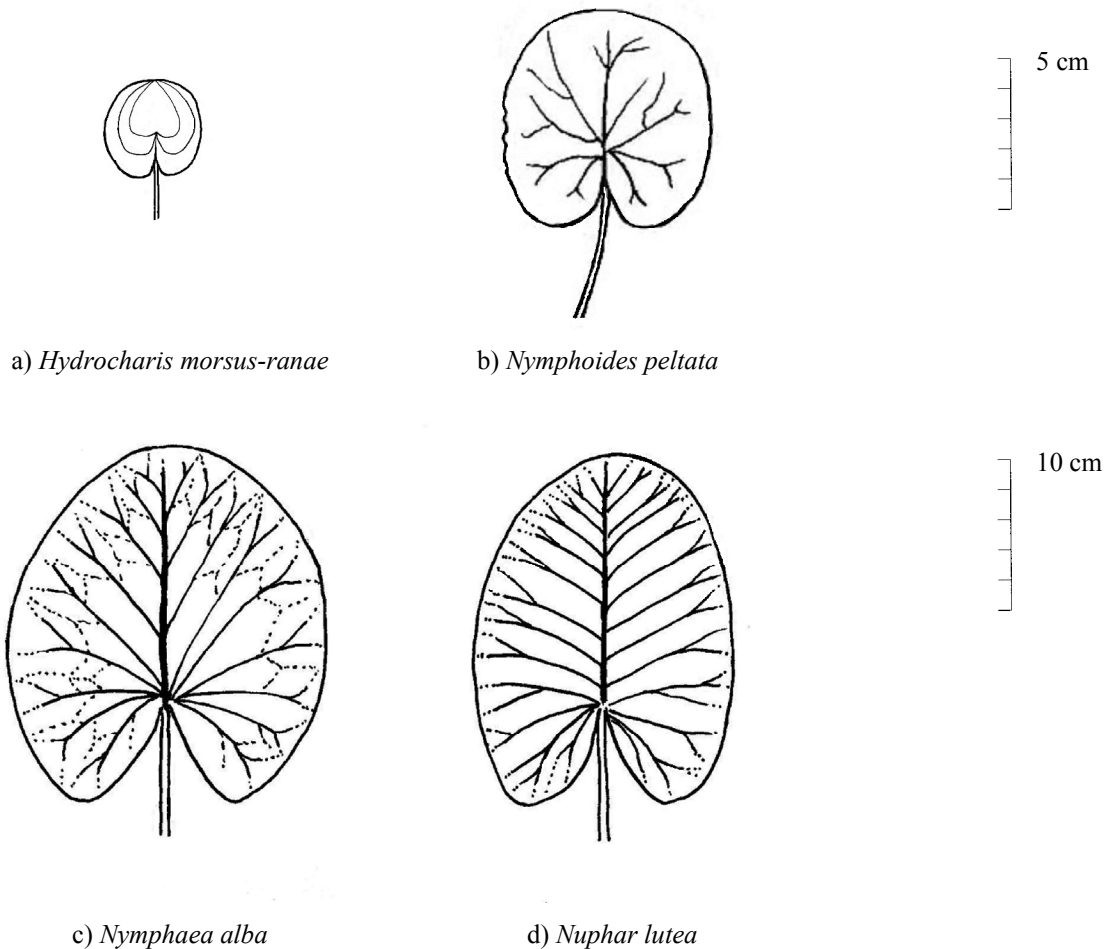 5 cm
a) Hydrocharis morsus-ranae
b) Nymphoides peltata
10 cm
c) Nymphaea alba
d) Nuphar lutea